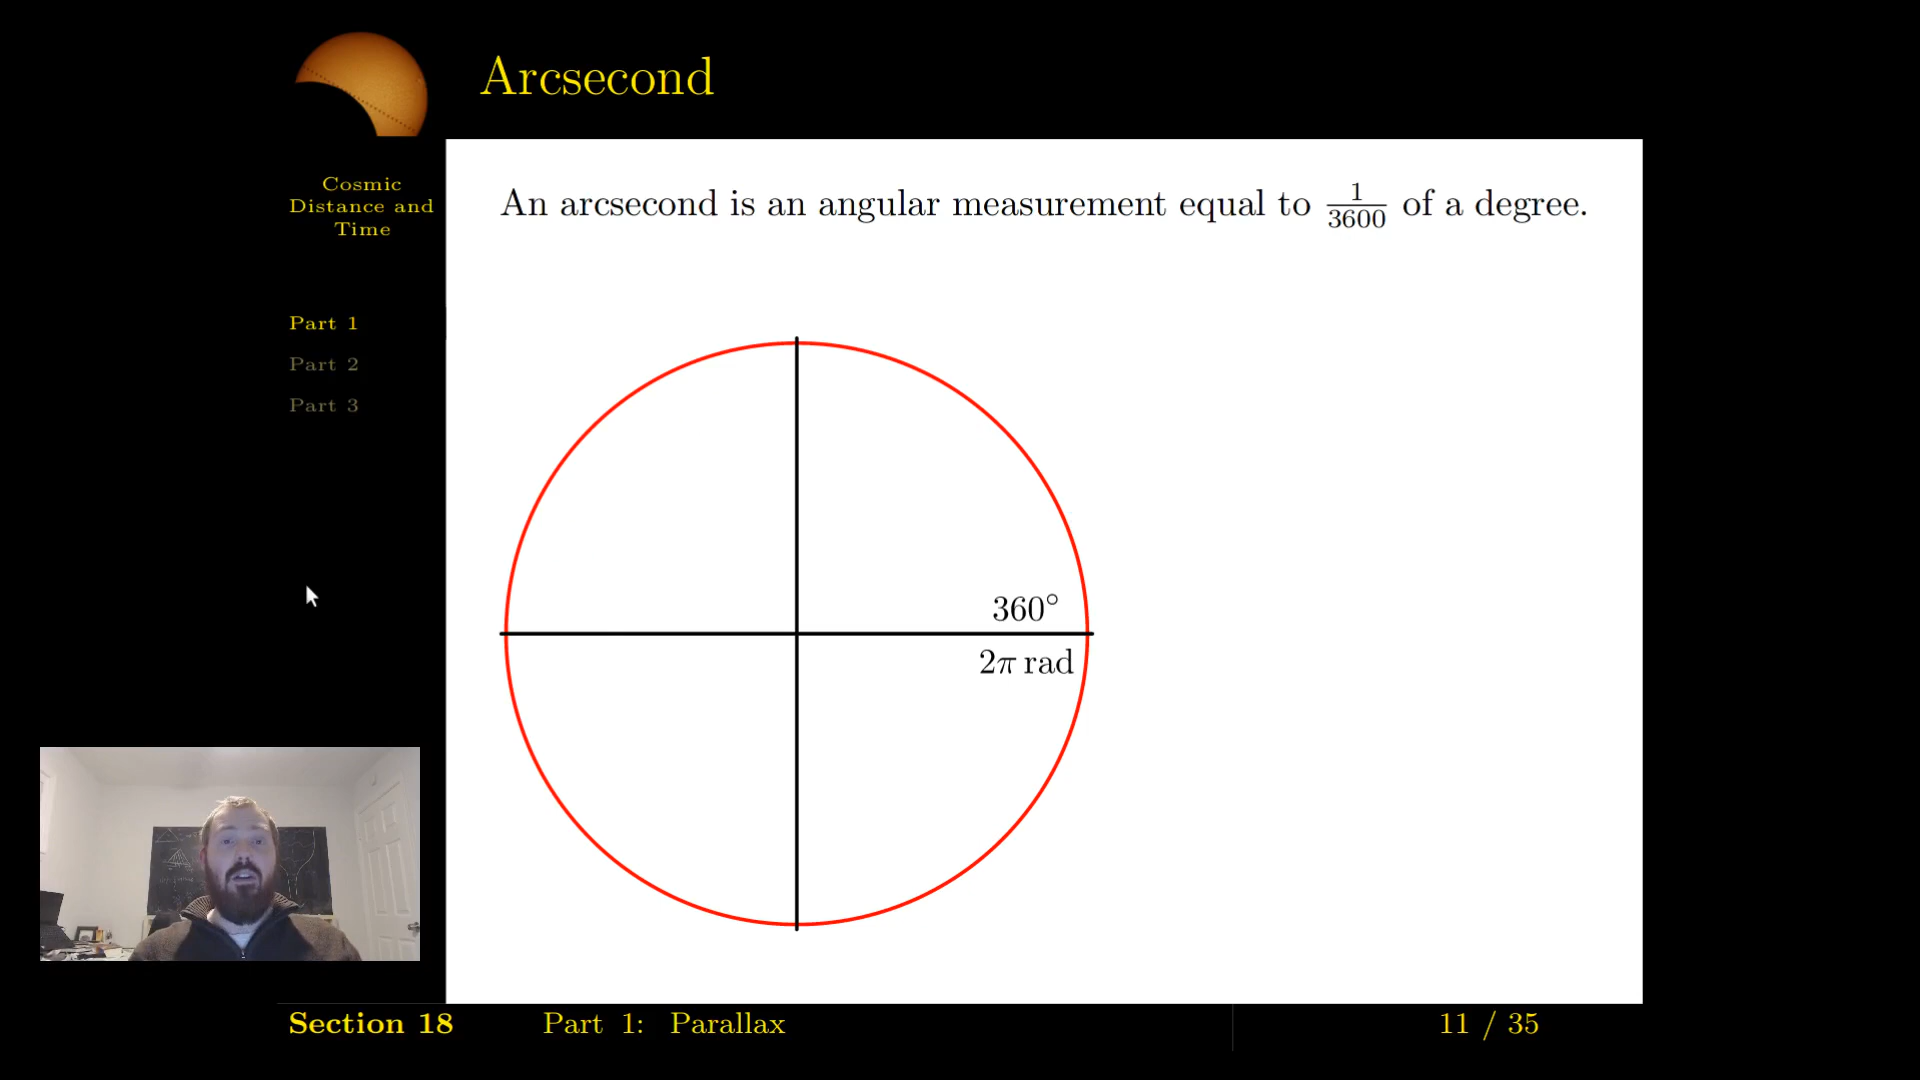 Arcsecond
Cosmic
Distance and
Time
Part 1
Part 2
Part 3
An arcsecond is an angular measurement equal to 1/3600 of a degree.
360°
2π rad
Section 18 Part 1: Parallax 11 / 35